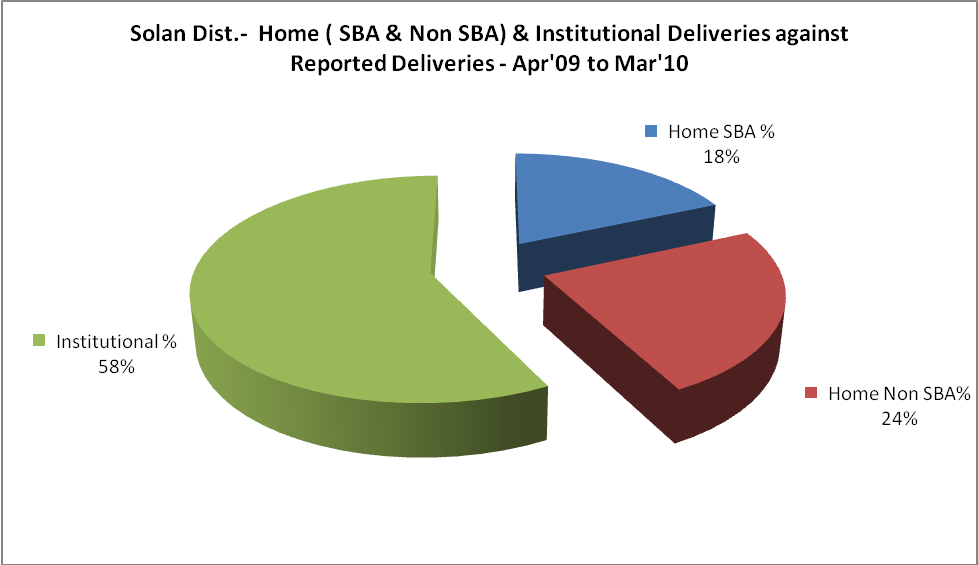 Solan Dist.-  Home ( SBA & Non SBA) & Institutional Deliveries against
Reported Deliveries - Apr'09 to Mar'10
Home SBA %
18%
Institutional %
58%
Home Non SBA%
24%